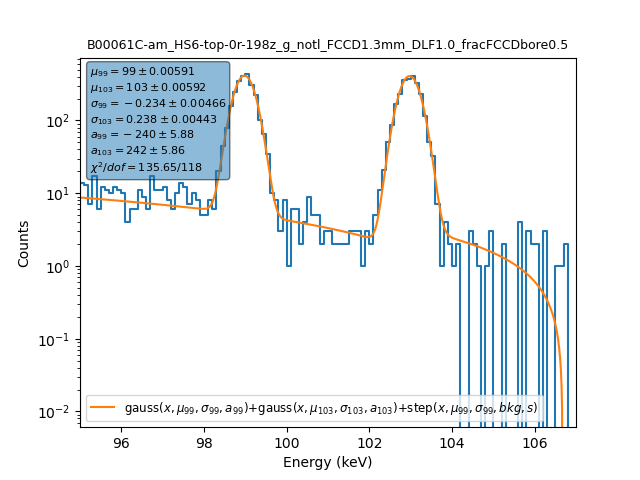 B00061C-am_HS6-top-0r-198z_g_notl_FCCD1.3mm_DLF1.0_fracFCCDbore0.5
μ₉₉ = 99 ± 0.00591
μ₁₀₃ = 103 ± 0.00592
σ₉₉ = −0.234 ± 0.00466
σ₁₀₃ = 0.238 ± 0.00443
a₉₉ = −240 ± 5.88
a₁₀₃ = 242 ± 5.86
χ²/dof = 135.65/118
10²
10¹
10⁰
10⁻¹
10⁻²
Counts
gauss(x, μ₉₉, σ₉₉, a₉₉)+gauss(x, μ₁₀₃, σ₁₀₃, a₁₀₃)+step(x, μ₉₉, σ₉₉, bkg, s)
96 98 100 102 104 106
Energy (keV)